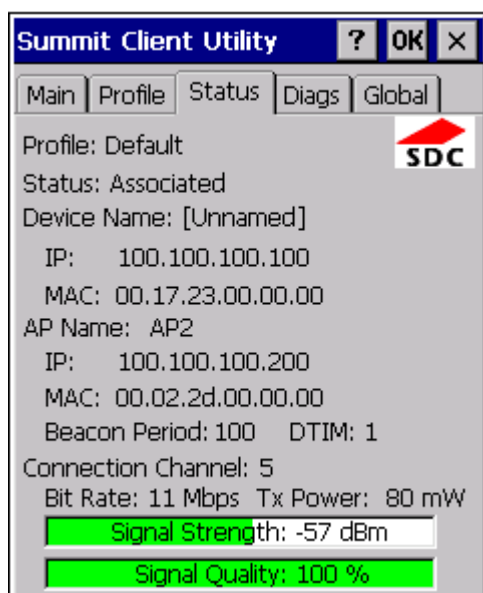 Summit Client Utility ? OK ×
Main Profile Status Diags Global
Profile: Default
SDC
Status: Associated
Device Name: [Unnamed]
IP: 100.100.100.100
MAC: 00.17.23.00.00.00
AP Name: AP2
IP: 100.100.100.200
MAC: 00.02.2d.00.00.00
Beacon Period: 100 DTIM: 1
Connection Channel: 5
Bit Rate: 11 Mbps Tx Power: 80 mW
Signal Strength: -57 dBm
Signal Quality: 100 %